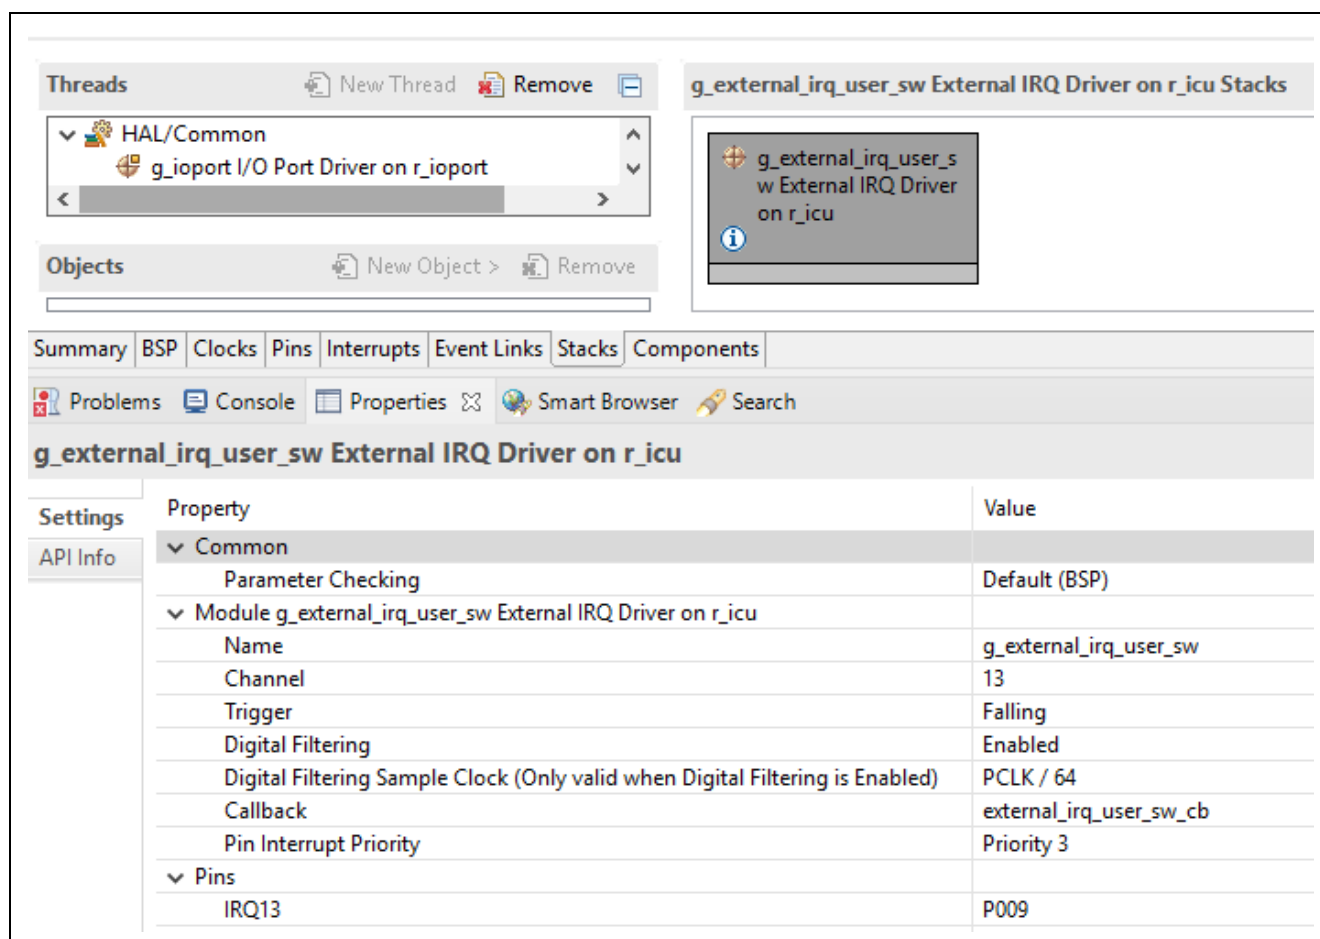 Threads New Thread Remove
HAL/Common
g_ioport I/O Port Driver on r_ioport
Objects New Object > Remove
g_external_irq_user_sw External IRQ Driver on r_icu Stacks
g_external_irq_user_s
w External IRQ Driver
on r_icu
Summary BSP Clocks Pins Interrupts Event Links Stacks Components
Problems Console Properties Smart Browser Search
g_external_irq_user_sw External IRQ Driver on r_icu
Settings
API Info
Property Value
Common
Parameter Checking Default (BSP)
Module g_external_irq_user_sw External IRQ Driver on r_icu
Name g_external_irq_user_sw
Channel 13
Trigger Falling
Digital Filtering Enabled
Digital Filtering Sample Clock (Only valid when Digital Filtering is Enabled) PCLK / 64
Callback external_irq_user_sw_cb
Pin Interrupt Priority Priority 3
Pins
IRQ13 P009